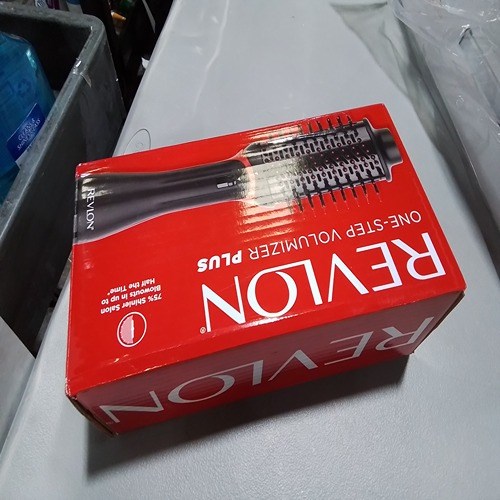 REVLON®
ONE-STEP VOLUMIZER PLUS
75% Shinier Salon
Blowouts in up to
Half the Time*
REVLON
REVLON